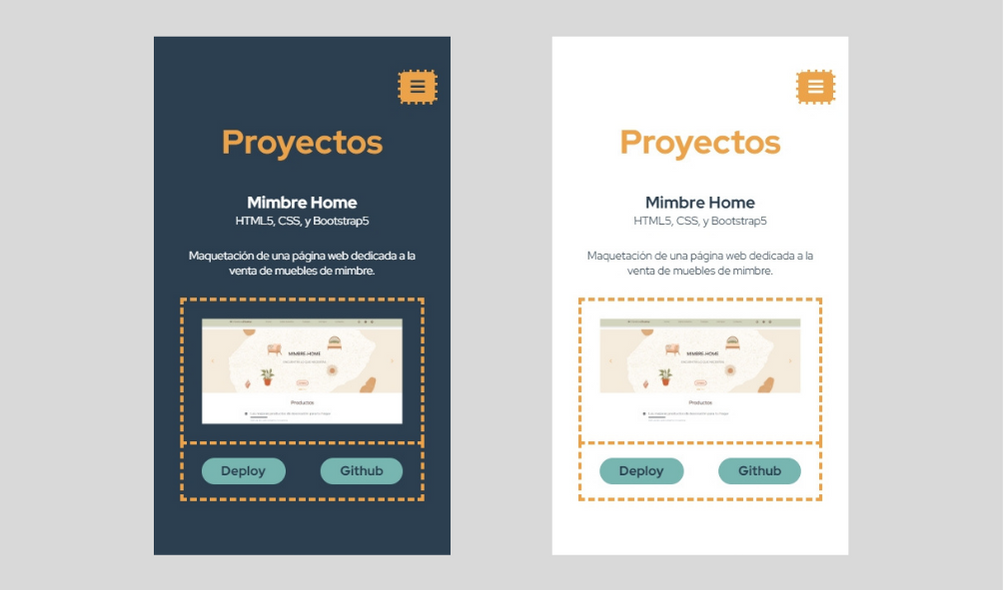 Proyectos
Mimbre Home
HTML5, CSS, y Bootstrap5
Maquetación de una página web dedicada a la
venta de muebles de mimbre.
MIMBRE-HOME
Productos
Deploy
Github
Proyectos
Mimbre Home
HTML5, CSS, y Bootstrap5
Maquetación de una página web dedicada a la
venta de muebles de mimbre.
MIMBRE-HOME
Productos
Deploy
Github